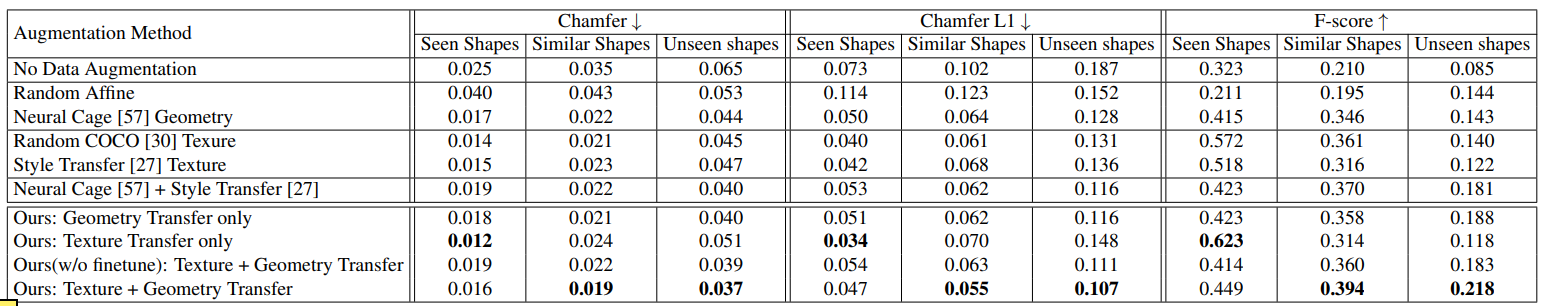 Augmentation Method Chamfer ↓ Chamfer L1 ↓ F-score ↑
Seen Shapes Similar Shapes Unseen shapes Seen Shapes Similar Shapes Unseen shapes Seen Shapes Similar Shapes Unseen shapes
No Data Augmentation 0.025 0.035 0.065 0.073 0.102 0.187 0.323 0.210 0.085
Random Affine 0.040 0.043 0.053 0.114 0.123 0.152 0.211 0.195 0.144
Neural Cage [57] Geometry 0.017 0.022 0.044 0.050 0.064 0.128 0.415 0.346 0.143
Random COCO [30] Texure 0.014 0.021 0.045 0.040 0.061 0.131 0.572 0.361 0.140
Style Transfer [27] Texture 0.015 0.023 0.047 0.042 0.068 0.136 0.518 0.316 0.122
Neural Cage [57] + Style Transfer [27] 0.019 0.022 0.040 0.053 0.062 0.116 0.423 0.370 0.181
Ours: Geometry Transfer only 0.018 0.021 0.040 0.051 0.062 0.116 0.423 0.358 0.188
Ours: Texture Transfer only 0.012 0.024 0.051 0.034 0.070 0.148 0.623 0.314 0.118
Ours(w/o finetune): Texture + Geometry Transfer 0.019 0.022 0.039 0.054 0.063 0.111 0.414 0.360 0.183
Ours: Texture + Geometry Transfer 0.016 0.019 0.037 0.047 0.055 0.107 0.449 0.394 0.218